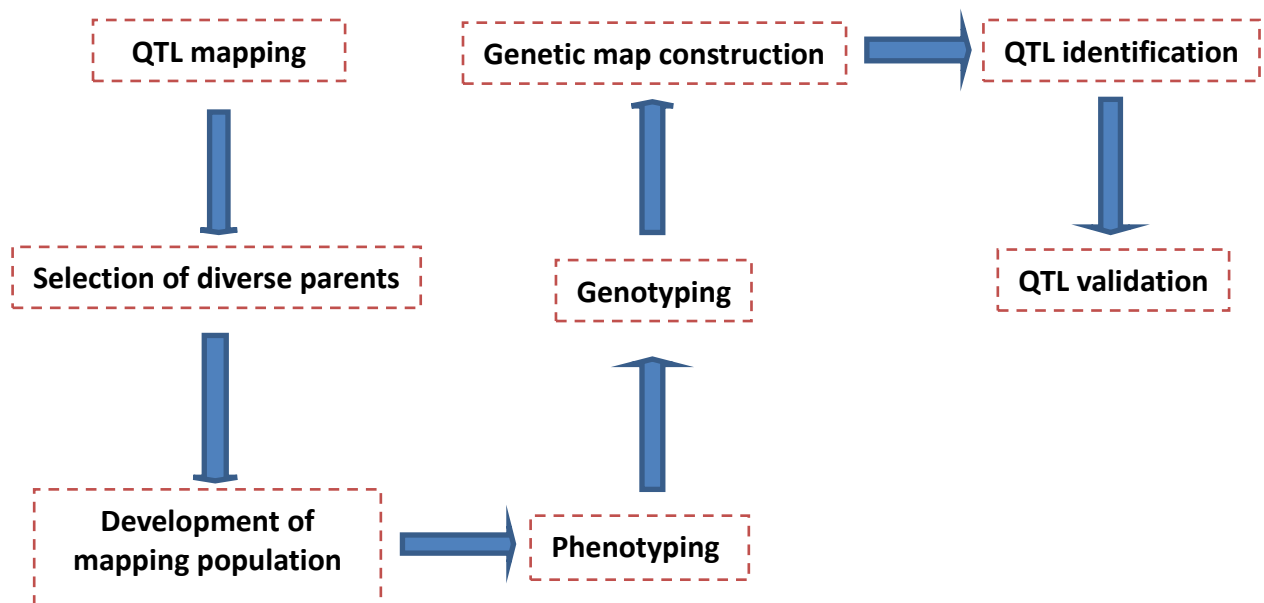 QTL mapping
Selection of diverse parents
Development of
mapping population
Phenotyping
Genotyping
Genetic map construction
QTL identification
QTL validation